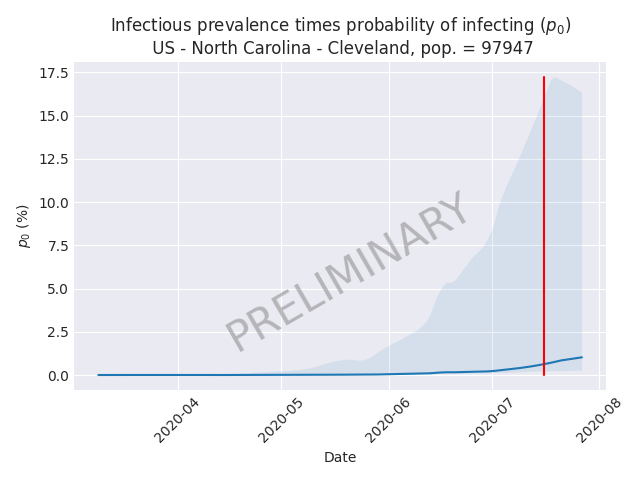 Infectious prevalence times probability of infecting (p₀)
US - North Carolina - Cleveland, pop. = 97947
17.5
15.0
12.5
10.0
7.5
5.0
2.5
0.0
p₀ (%)
PRELIMINARY
2020-04
2020-05
2020-06
2020-07
2020-08
Date